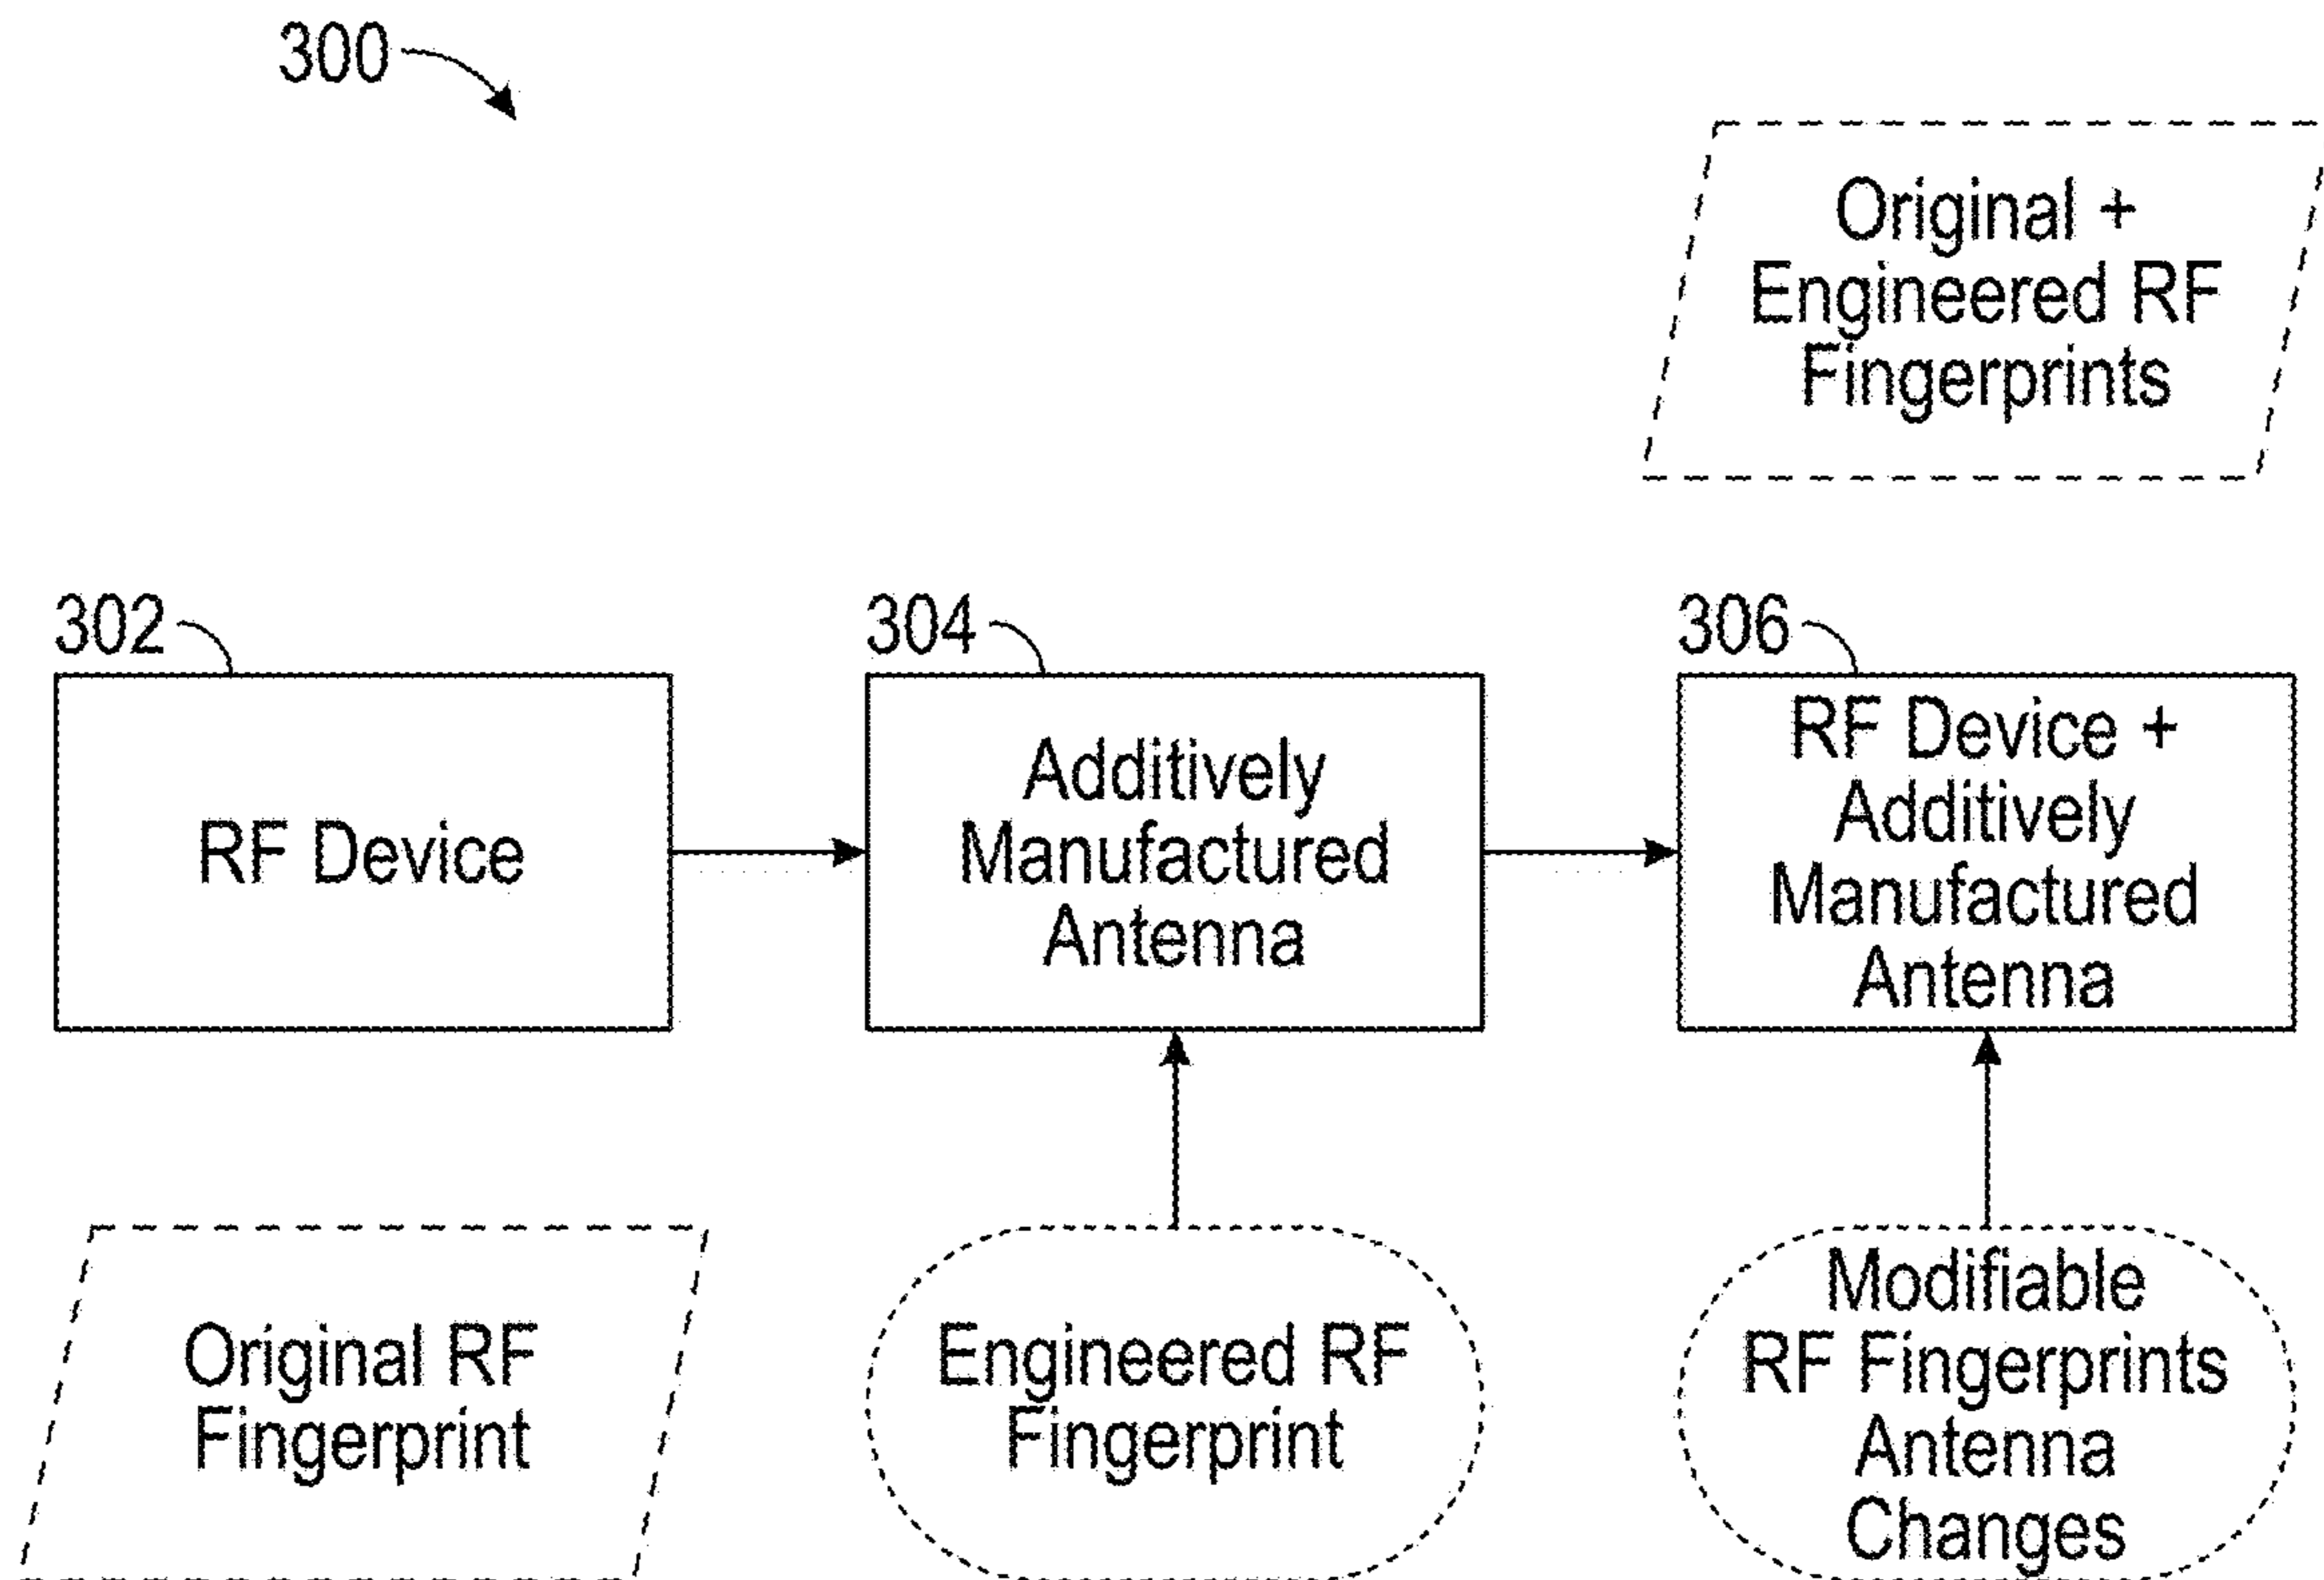 300
Original +
Engineered RF
Fingerprints
302
304
306
RF Device
Additively
Manufactured
Antenna
RF Device +
Additively
Manufactured
Antenna
Original RF
Fingerprint
Engineered RF
Fingerprint
Modifiable
RF Fingerprints
Antenna
Changes